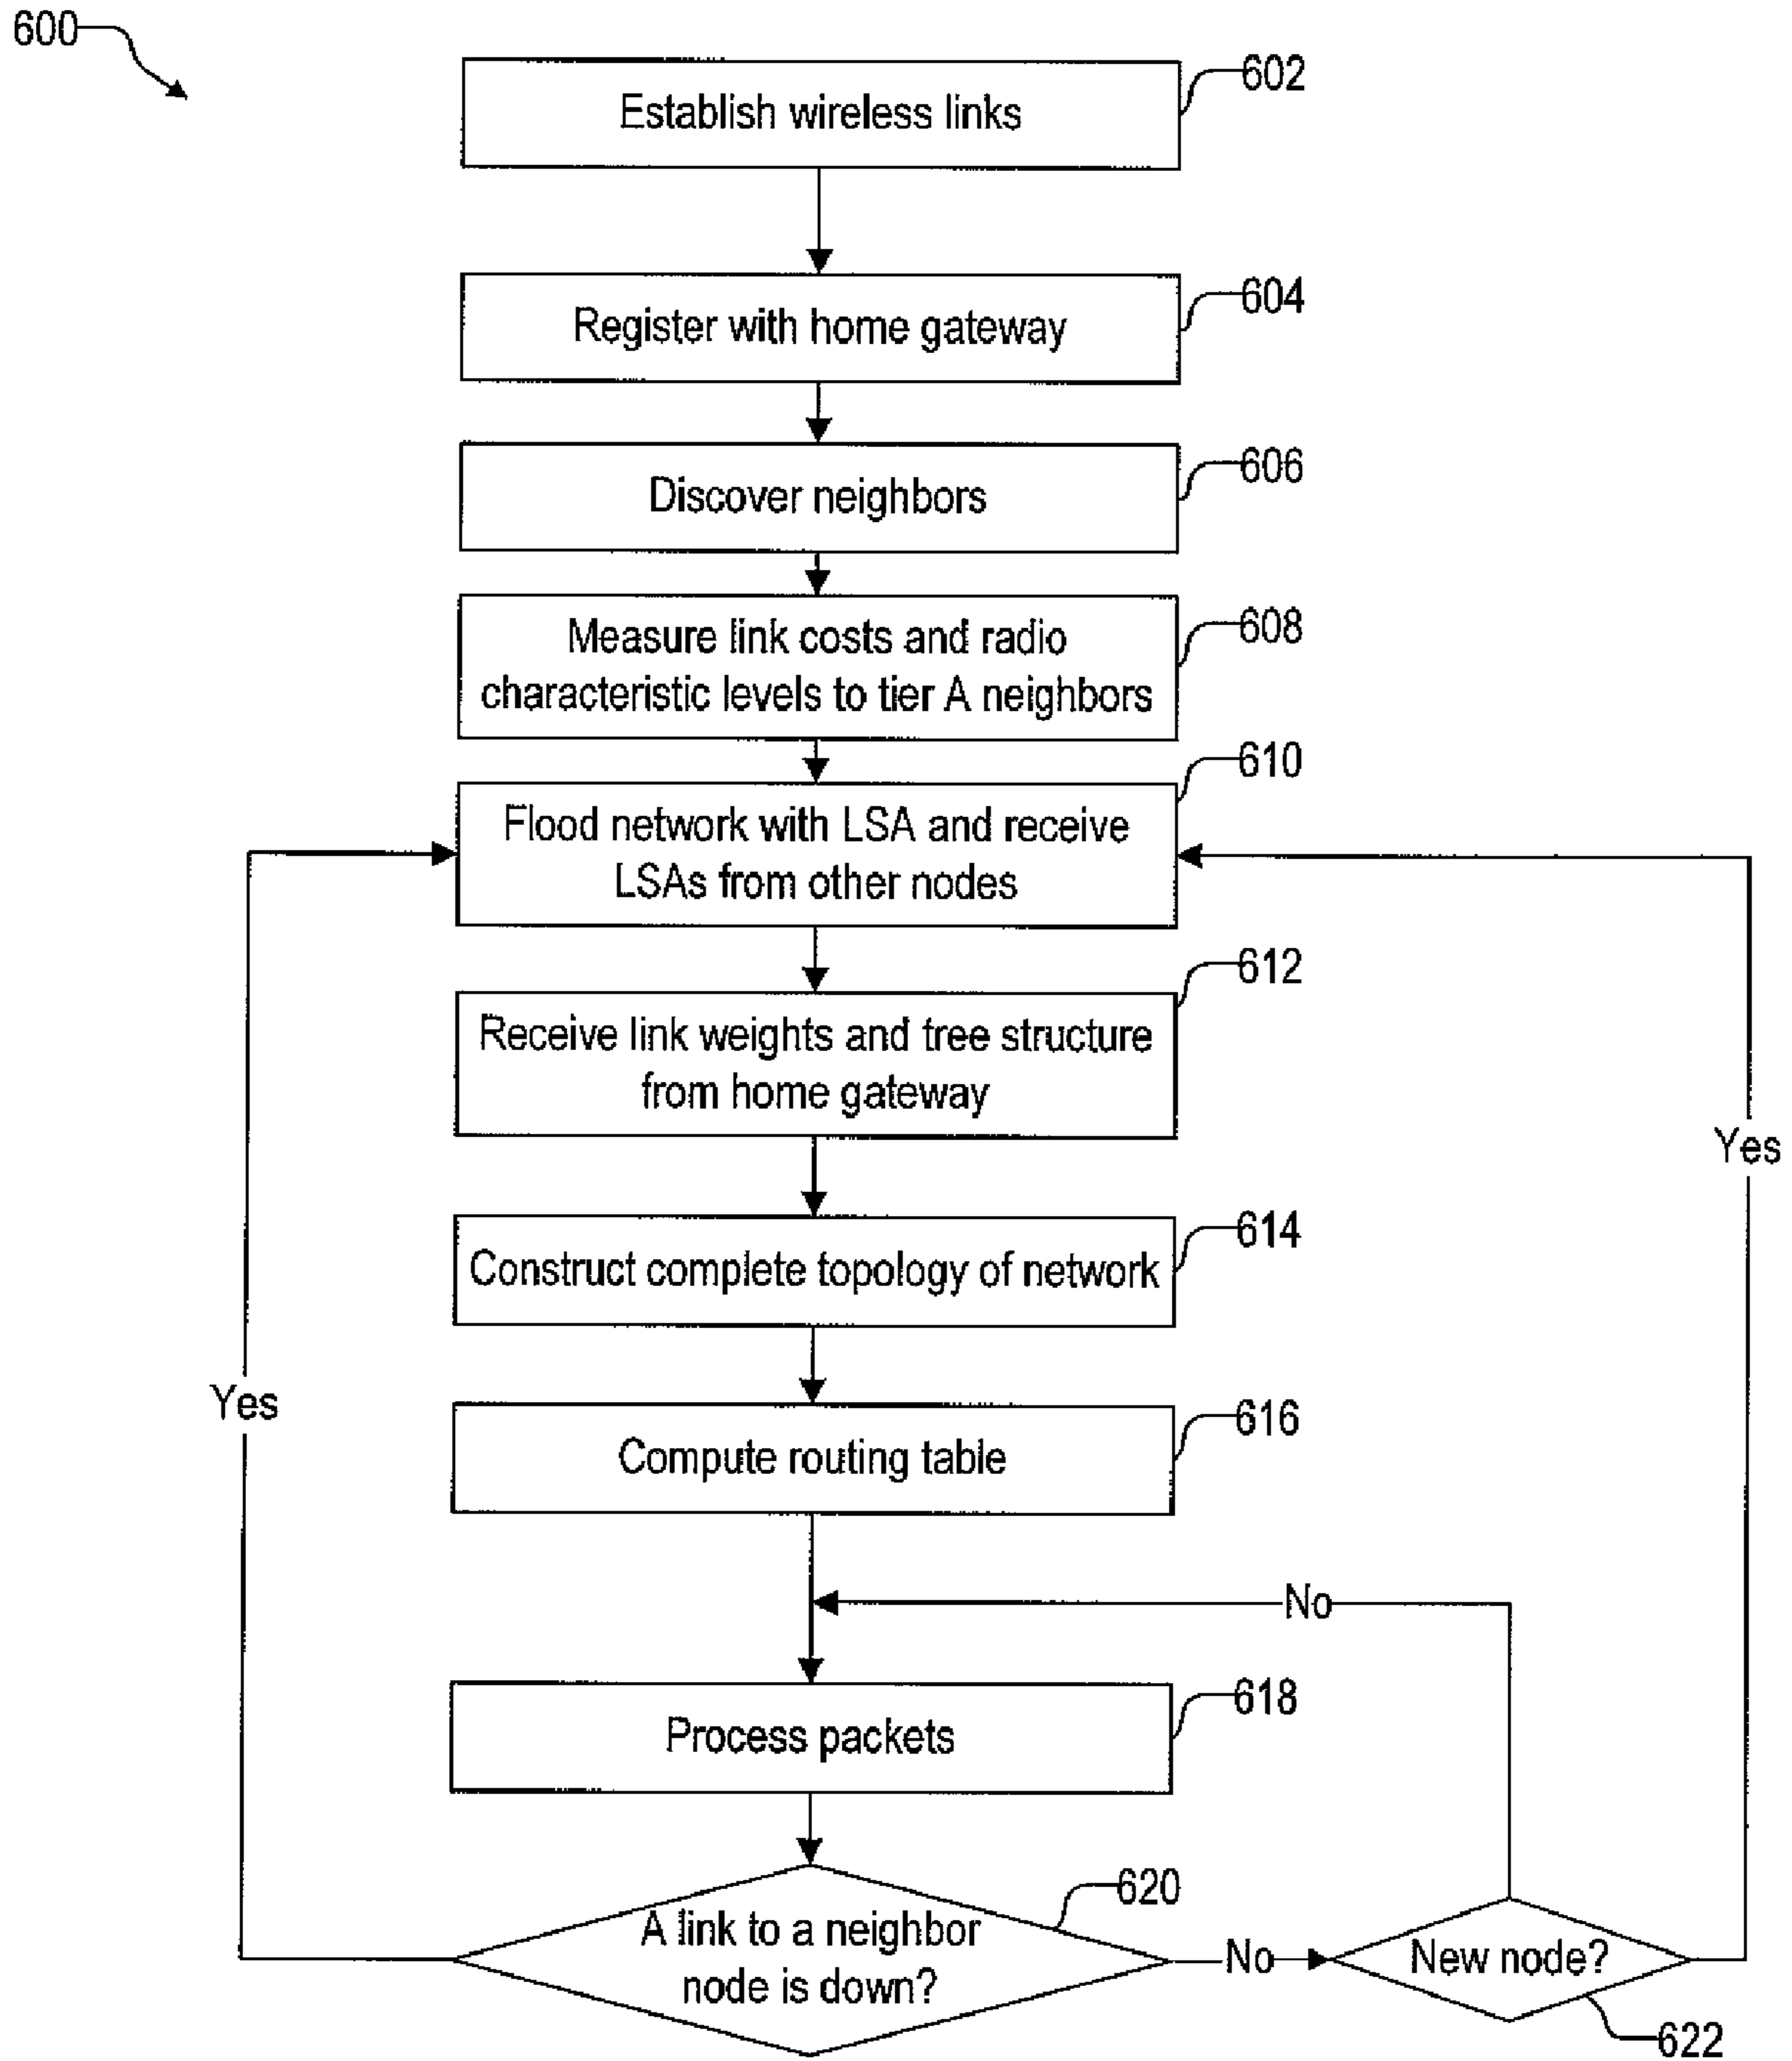 600
602
Establish wireless links
604
Register with home gateway
606
Discover neighbors
608
Measure link costs and radio
characteristic levels to tier A neighbors
610
Flood network with LSA and receive
LSAs from other nodes
612
Receive link weights and tree structure
from home gateway
Yes
614
Construct complete topology of network
Yes
616
Compute routing table
No
618
Process packets
620
A link to a neighbor
node is down?
No
New node?
622